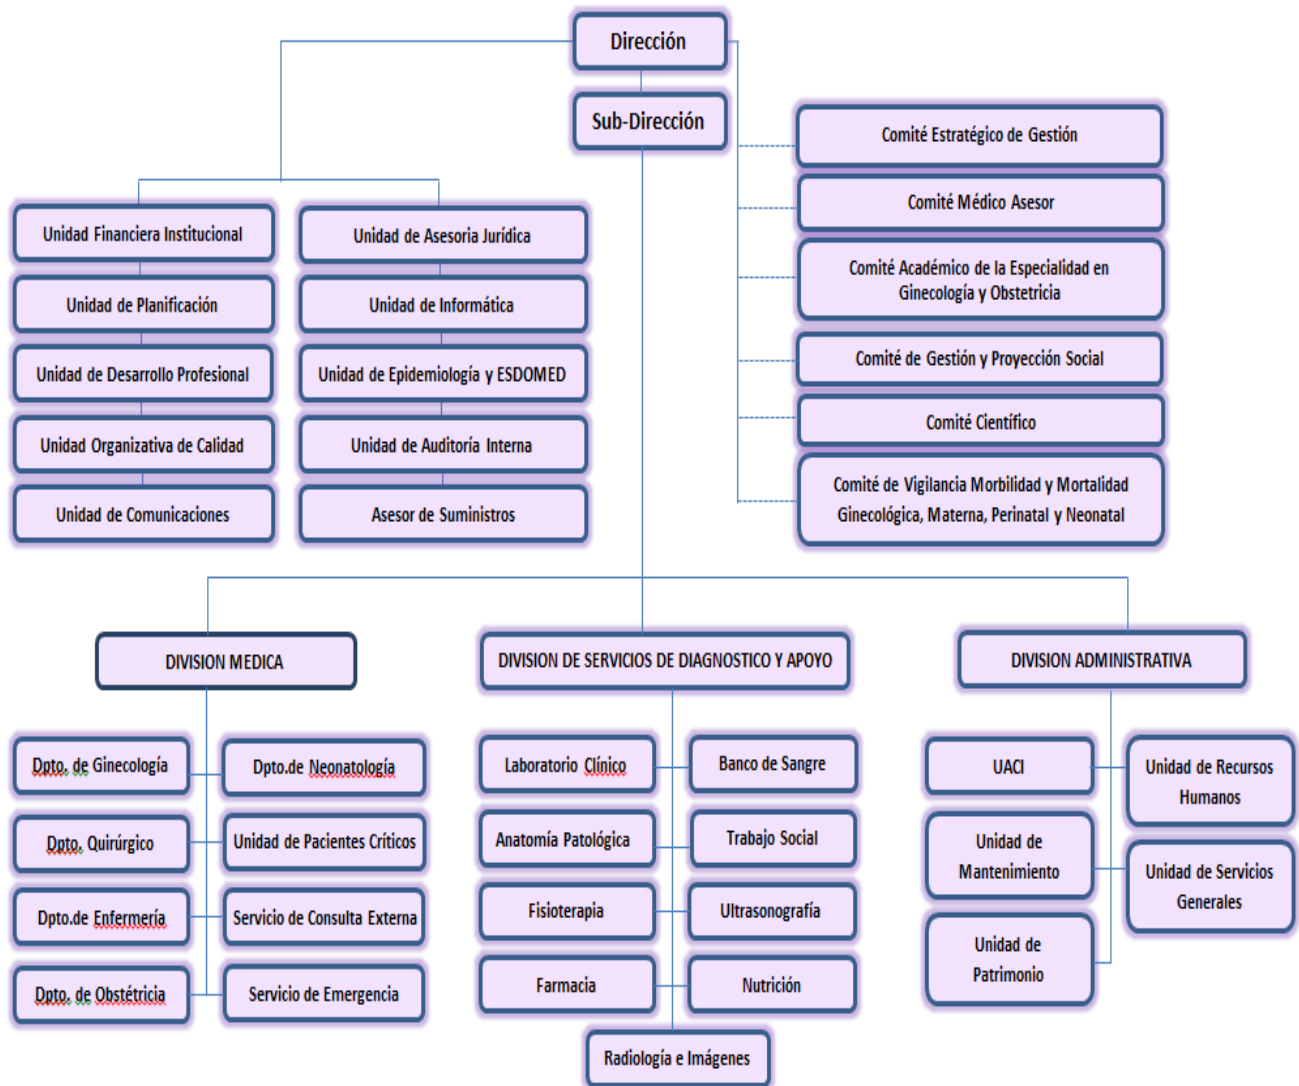 Dirección
Sub-Dirección
Comité Estratégico de Gestión
Comité Médico Asesor
Comité Académico de la Especialidad en
Ginecología y Obstetricia
Comité de Gestión y Proyección Social
Comité Científico
Comité de Vigilancia Morbilidad y Mortalidad
Ginecológica, Materna, Perinatal y Neonatal
Unidad Financiera Institucional
Unidad de Asesoria Jurídica
Unidad de Planificación
Unidad de Informática
Unidad de Desarrollo Profesional
Unidad de Epidemiología y ESDOMED
Unidad Organizativa de Calidad
Unidad de Auditoría Interna
Unidad de Comunicaciones
Asesor de Suministros
DIVISION MEDICA
DIVISION DE SERVICIOS DE DIAGNOSTICO Y APOYO
DIVISION ADMINISTRATIVA
Dpto. de Ginecología
Dpto.de Neonatología
Dpto. Quirúrgico
Unidad de Pacientes Críticos
Dpto.de Enfermería
Servicio de Consulta Externa
Dpto. de Obstétricia
Servicio de Emergencia
Laboratorio Clínico
Banco de Sangre
Anatomía Patológica
Trabajo Social
Fisioterapia
Ultrasonografía
Farmacia
Nutrición
Radiología e Imágenes
UACI
Unidad de Recursos
Humanos
Unidad de
Mantenimiento
Unidad de Servicios
Generales
Unidad de
Patrimonio